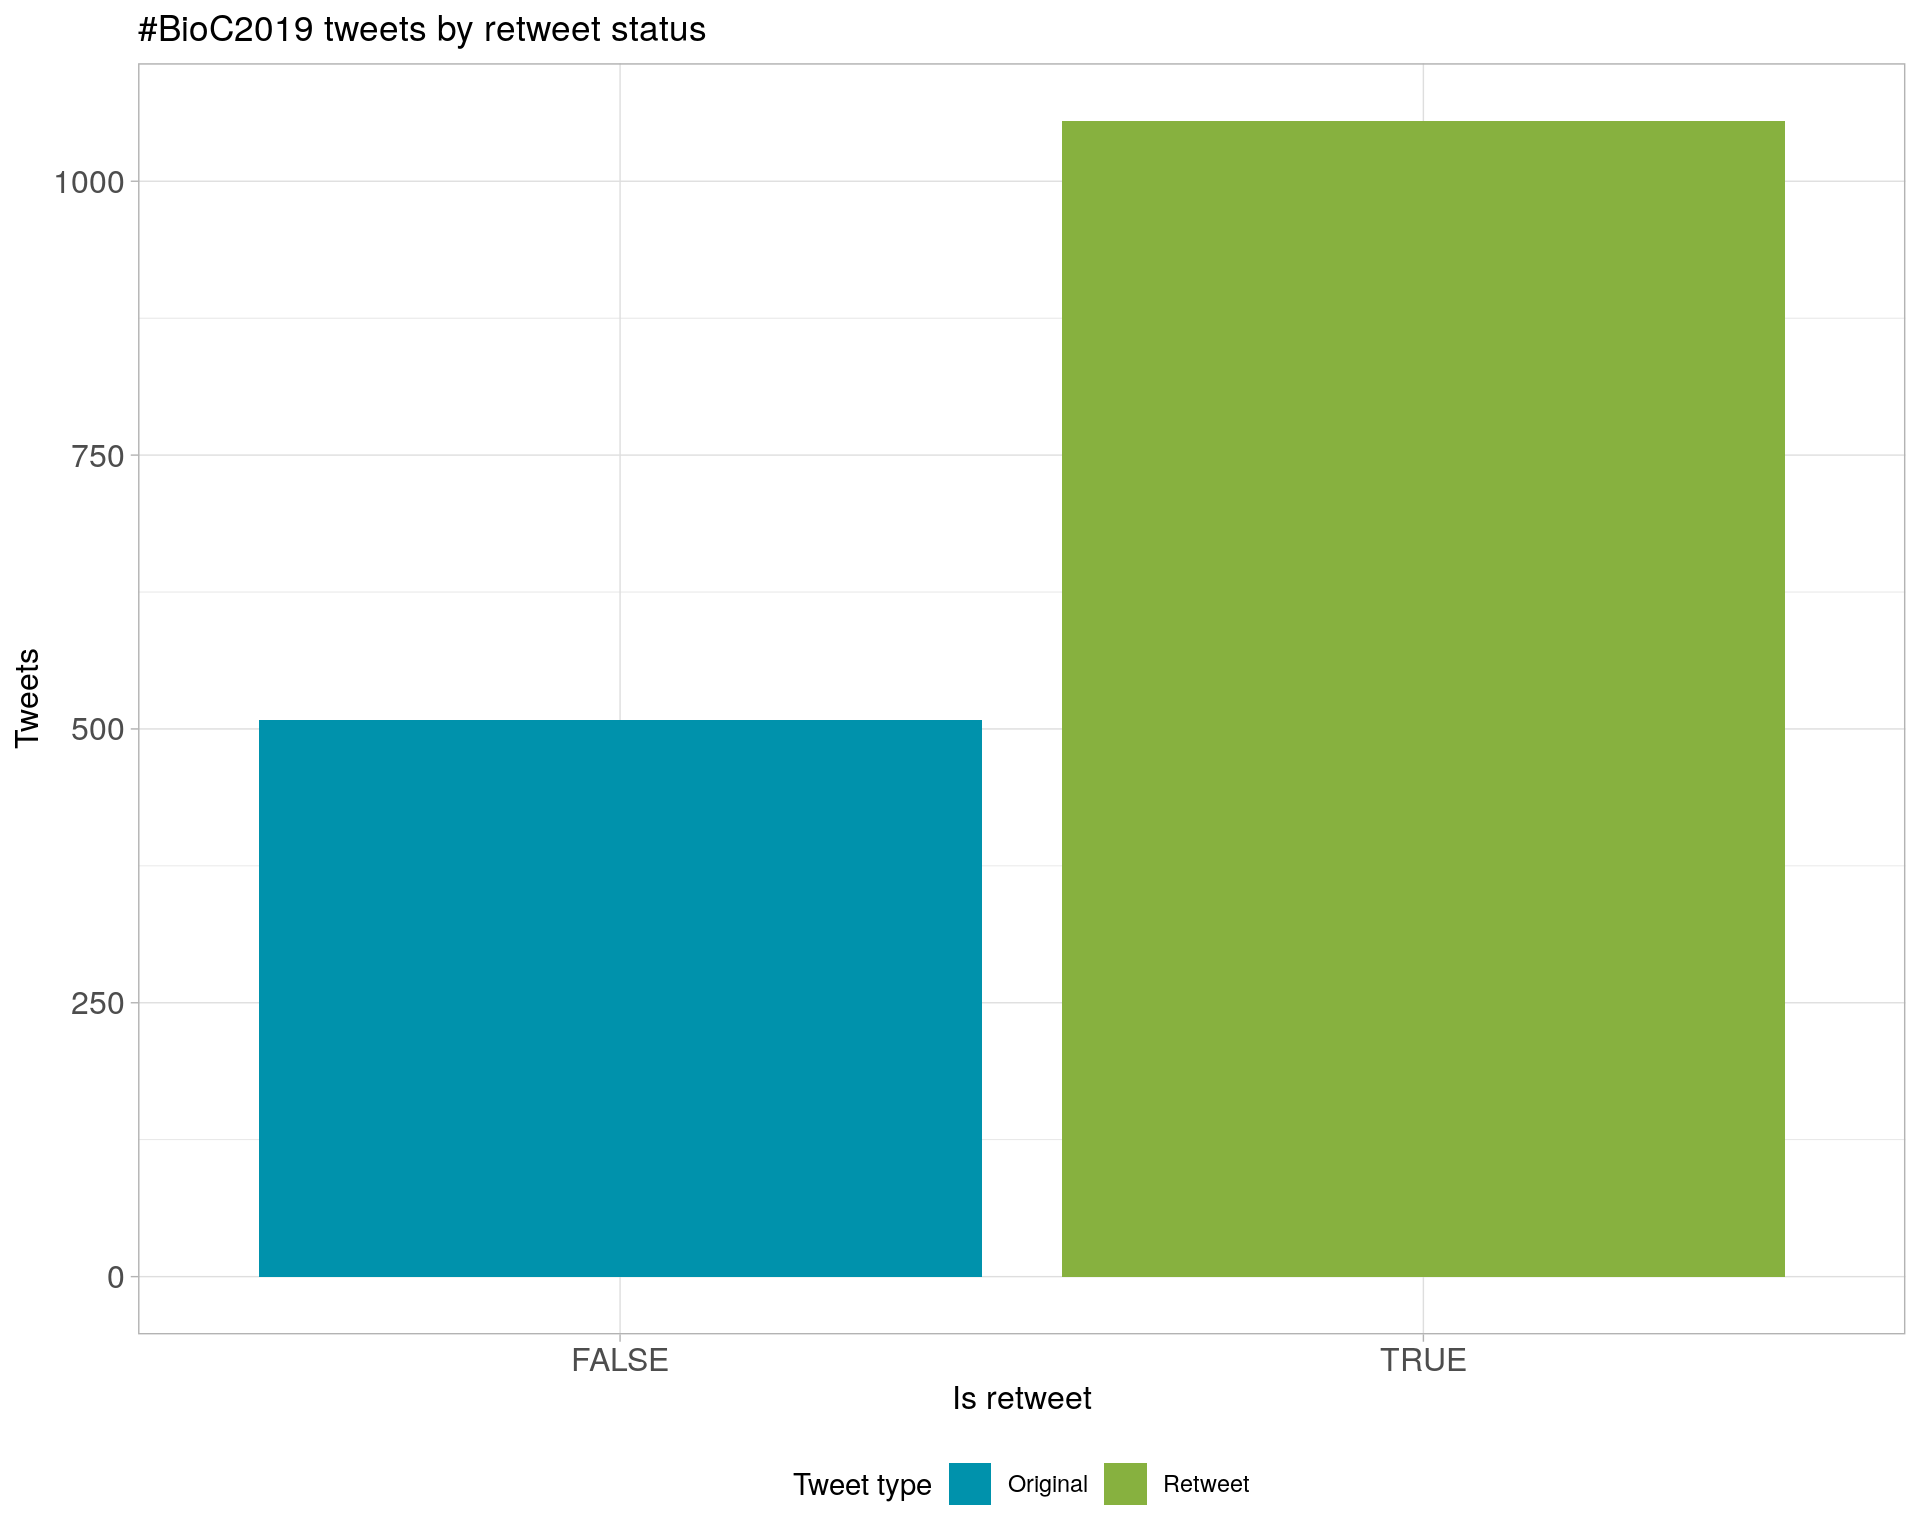 #BioC2019 tweets by retweet status
Tweets
1000
750
500
250
0
FALSE TRUE
Is retweet
Tweet type Original Retweet